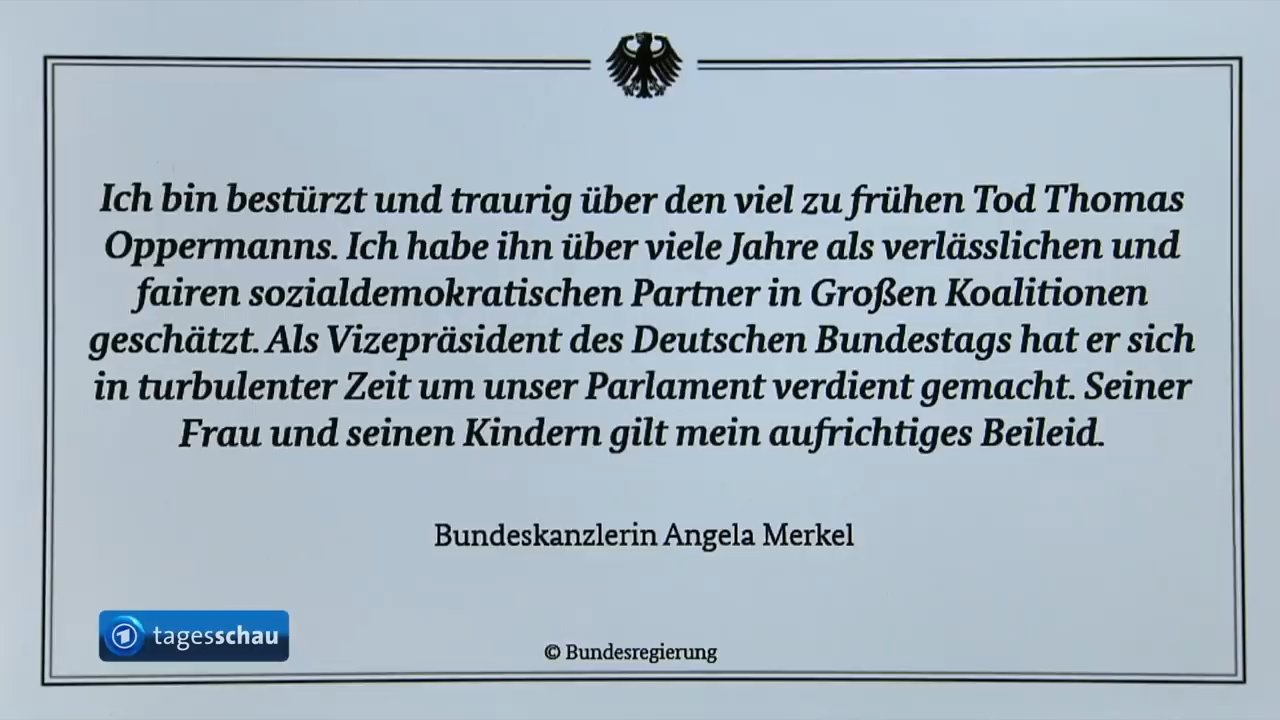 Ich bin bestürzt und traurig über den viel zu frühen Tod Thomas
Oppermanns. Ich habe ihn über viele Jahre als verlässlichen und
fairen sozialdemokratischen Partner in Großen Koalitionen
geschätzt. Als Vizepräsident des Deutschen Bundestags hat er sich
in turbulenter Zeit um unser Parlament verdient gemacht. Seiner
Frau und seinen Kindern gilt mein aufrichtiges Beileid.
Bundeskanzlerin Angela Merkel
1 tagesschau
© Bundesregierung